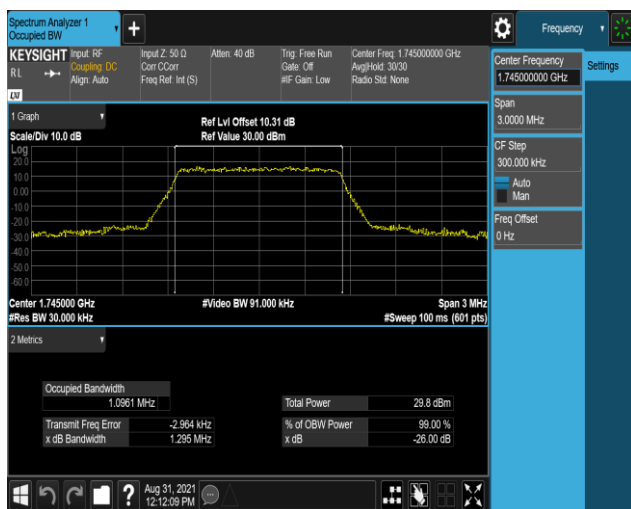 Spectrum Analyzer 1
Occupied BW
Frequency
KEYSIGHT
Input: RF
Coupling: DC
Align: Auto
Input Z: 50 Ω
Corr CCorr
Freq Ref: Int (S)
Atten: 40 dB
Trig: Free Run
Gate: Off
#IF Gain: Low
Center Freq: 1.745000000 GHz
Avg|Hold: 30/30
Radio Std: None
RL
LXI
Center Frequency
1.745000000 GHz
Settings
Span
3.0000 MHz
CF Step
300.000 kHz
Auto
Man
Freq Offset
0 Hz
1 Graph
Scale/Div 10.0 dB
Ref Lvl Offset 10.31 dB
Ref Value 30.00 dBm
Log
20.0
10.0
0.00
-10.0
-20.0
-30.0
-40.0
-50.0
-60.0
Center 1.745000 GHz
#Video BW 91.000 kHz
Span 3 MHz
#Res BW 30.000 kHz
#Sweep 100 ms (601 pts)
2 Metrics
Occupied Bandwidth
1.0961 MHz
Total Power 29.8 dBm
Transmit Freq Error -2.964 kHz
% of OBW Power 99.00 %
x dB Bandwidth 1.295 MHz
x dB -26.00 dB
?
Aug 31, 2021
12:12:09 PM